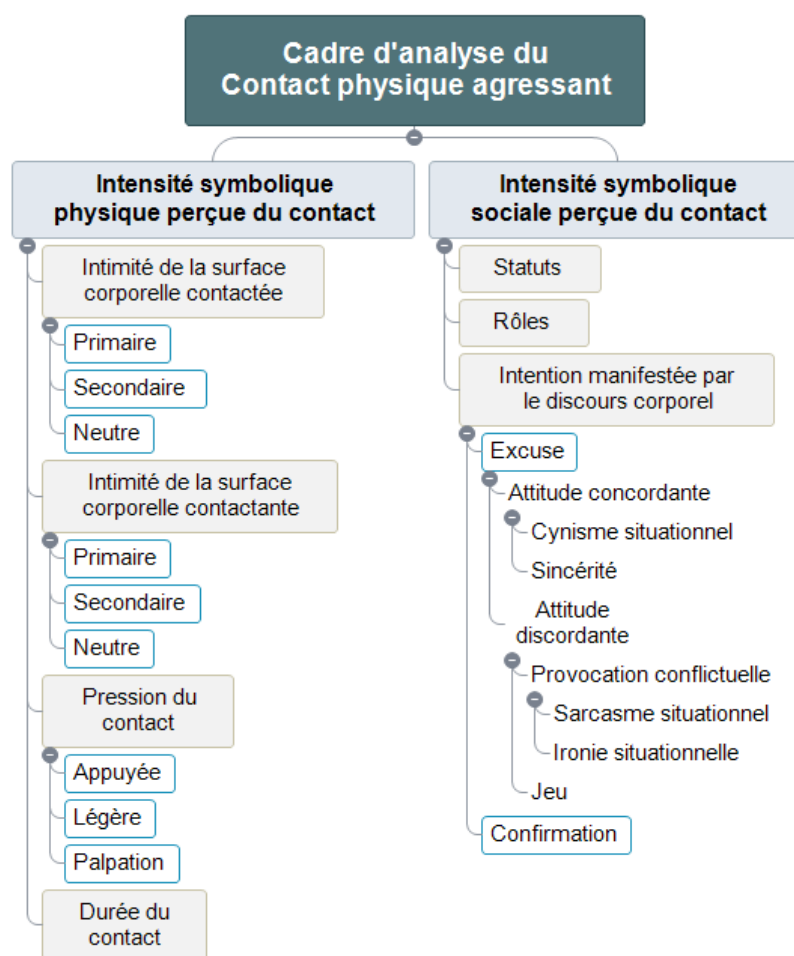 Cadre d'analyse du
Contact physique agressant
Intensité symbolique
physique perçue du contact
Intimité de la surface
corporelle contactée
Primaire
Secondaire
Neutre
Intimité de la surface
corporelle contactante
Primaire
Secondaire
Neutre
Pression du
contact
Appuyée
Légère
Palpation
Durée du
contact
Intensité symbolique
sociale perçue du contact
Statuts
Rôles
Intention manifestée par
le discours corporel
Excuse
Attitude concordante
Cynisme situationnel
Sincérité
Attitude
discordante
Provocation conflictuelle
Sarcasme situationnel
Ironie situationnelle
Jeu
Confirmation